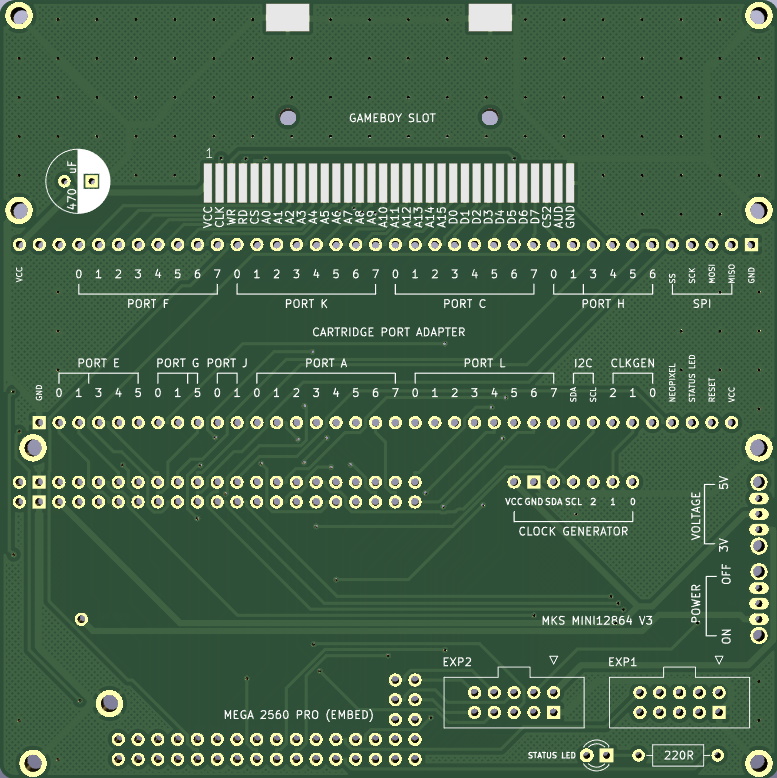 GAMEBOY SLOT
1
470 uF
VCC CLK WR RD CS A0 A1 A2 A3 A4 A5 A6 A7 A8 A9 A10 A11 A12 A13 A14 A15 D0 D1 D2 D3 D4 D5 D6 D7 CS2 AUD GND
VCC 0 1 2 3 4 5 6 7 0 1 2 3 4 5 6 7 0 1 2 3 4 5 6 7 0 1 3 4 5 6 SS SCK MOSI MISO GND
PORT F PORT K PORT C PORT H SPI
CARTRIDGE PORT ADAPTER
PORT E PORT G PORT J PORT A PORT L I2C CLKGEN
GND 0 1 3 4 5 0 1 5 0 1 0 1 2 3 4 5 6 7 0 1 2 3 4 5 6 7 SDA SCL 2 1 0 NEOPIXEL STATUS LED RESET VCC
VCC GND SDA SCL 2 1 0
CLOCK GENERATOR
5V
VOLTAGE
3V
OFF
POWER
ON
MKS MINI12864 V3
EXP2 EXP1
MEGA 2560 PRO (EMBED)
STATUS LED 220R